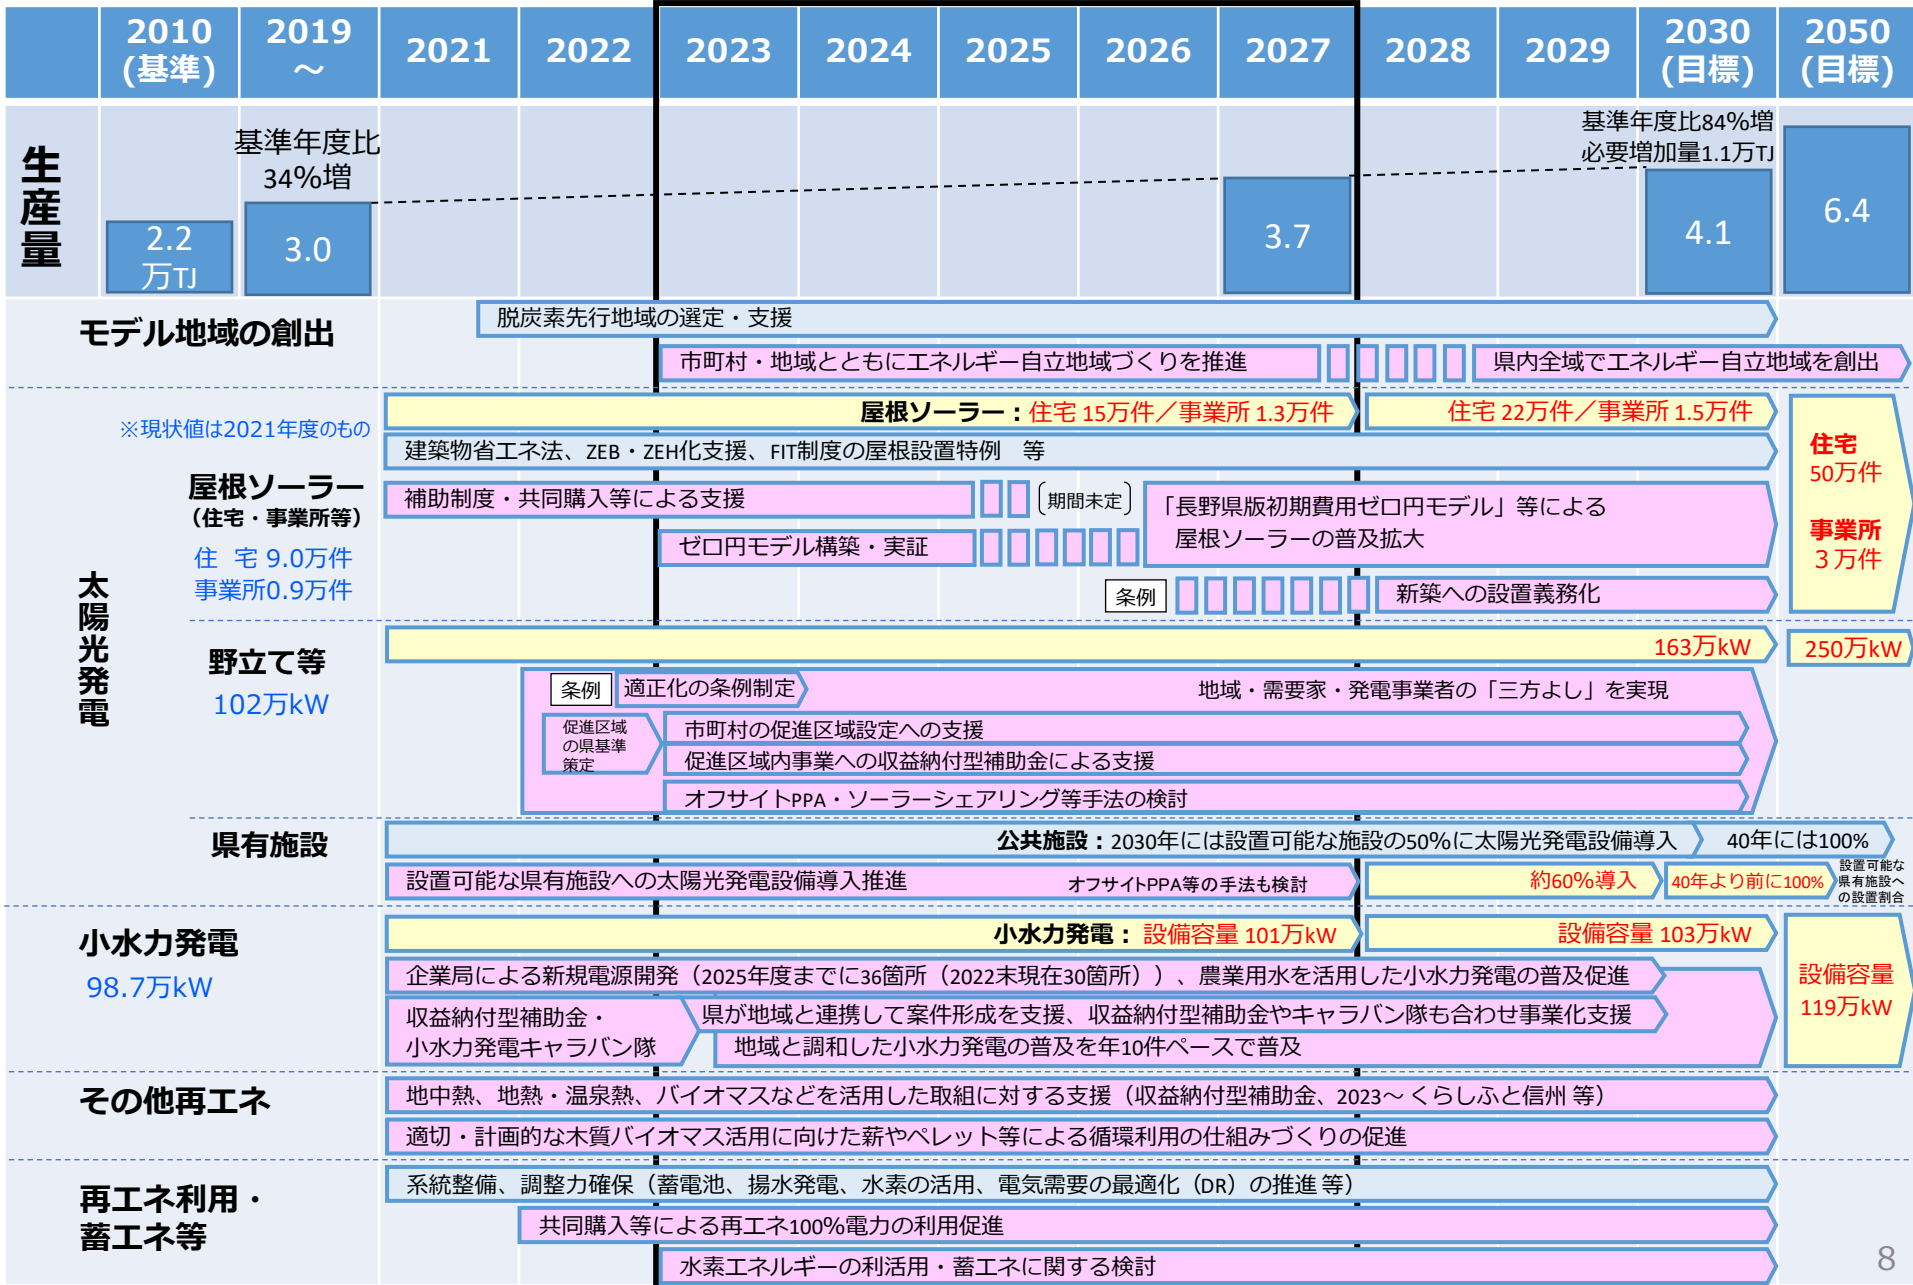 2010
(基準)
2019
～
2021
2022
2023
2024
2025
2026
2027
2028
2029
2030
(目標)
2050
(目標)
生産量
2.2
万TJ
基準年度比
34%増
3.0
3.7
基準年度比84%増
必要増加量1.1万TJ
4.1
6.4
モデル地域の創出
脱炭素先行地域の選定・支援
市町村・地域とともにエネルギー自立地域づくりを推進
県内全域でエネルギー自立地域を創出
太陽光発電
※現状値は2021年度のもの
屋根ソーラー
（住宅・事業所等）
住　宅 9.0万件
事業所0.9万件
屋根ソーラー：住宅 15万件／事業所 1.3万件
住宅 22万件／事業所 1.5万件
住宅
50万件
事業所
３万件
建築物省エネ法、ZEB・ZEH化支援、FIT制度の屋根設置特例　等
補助制度・共同購入等による支援
〔期間未定〕
「長野県版初期費用ゼロ円モデル」等による
屋根ソーラーの普及拡大
ゼロ円モデル構築・実証
条例
新築への設置義務化
野立て等
102万kW
163万kW
250万kW
条例
適正化の条例制定
地域・需要家・発電事業者の「三方よし」を実現
促進区域
の県基準
策定
市町村の促進区域設定への支援
促進区域内事業への収益納付型補助金による支援
オフサイトPPA・ソーラーシェアリング等手法の検討
県有施設
公共施設：2030年には設置可能な施設の50%に太陽光発電設備導入
40年には100%
設置可能な県有施設への太陽光発電設備導入推進
オフサイトPPA等の手法も検討
約60%導入
40年より前に100%
設置可能な
県有施設へ
の設置割合
小水力発電
98.7万kW
小水力発電：設備容量 101万kW
設備容量 103万kW
設備容量
119万kW
企業局による新規電源開発（2025年度までに36箇所（2022末現在30箇所））、農業用水を活用した小水力発電の普及促進
収益納付型補助金・
小水力発電キャラバン隊
県が地域と連携して案件形成を支援、収益納付型補助金やキャラバン隊も合わせ事業化支援
地域と調和した小水力発電の普及を年10件ペースで普及
その他再エネ
地中熱、地熱・温泉熱、バイオマスなどを活用した取組に対する支援（収益納付型補助金、2023～ くらしふと信州 等）
適切・計画的な木質バイオマス活用に向けた薪やペレット等による循環利用の仕組みづくりの促進
再エネ利用・
蓄エネ等
系統整備、調整力確保（蓄電池、揚水発電、水素の活用、電気需要の最適化（DR）の推進 等）
共同購入等による再エネ100%電力の利用促進
水素エネルギーの利活用・蓄エネに関する検討
8